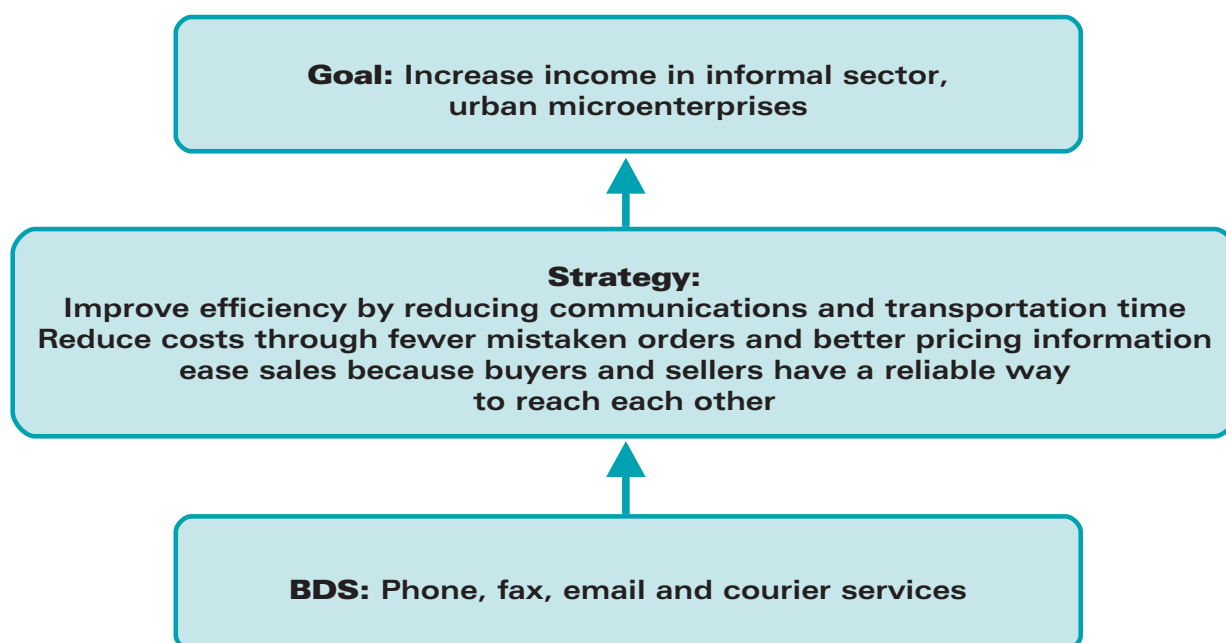 Goal: Increase income in informal sector,
urban microenterprises
Strategy:
Improve efficiency by reducing communications and transportation time
Reduce costs through fewer mistaken orders and better pricing information
ease sales because buyers and sellers have a reliable way
to reach each other
BDS: Phone, fax, email and courier services